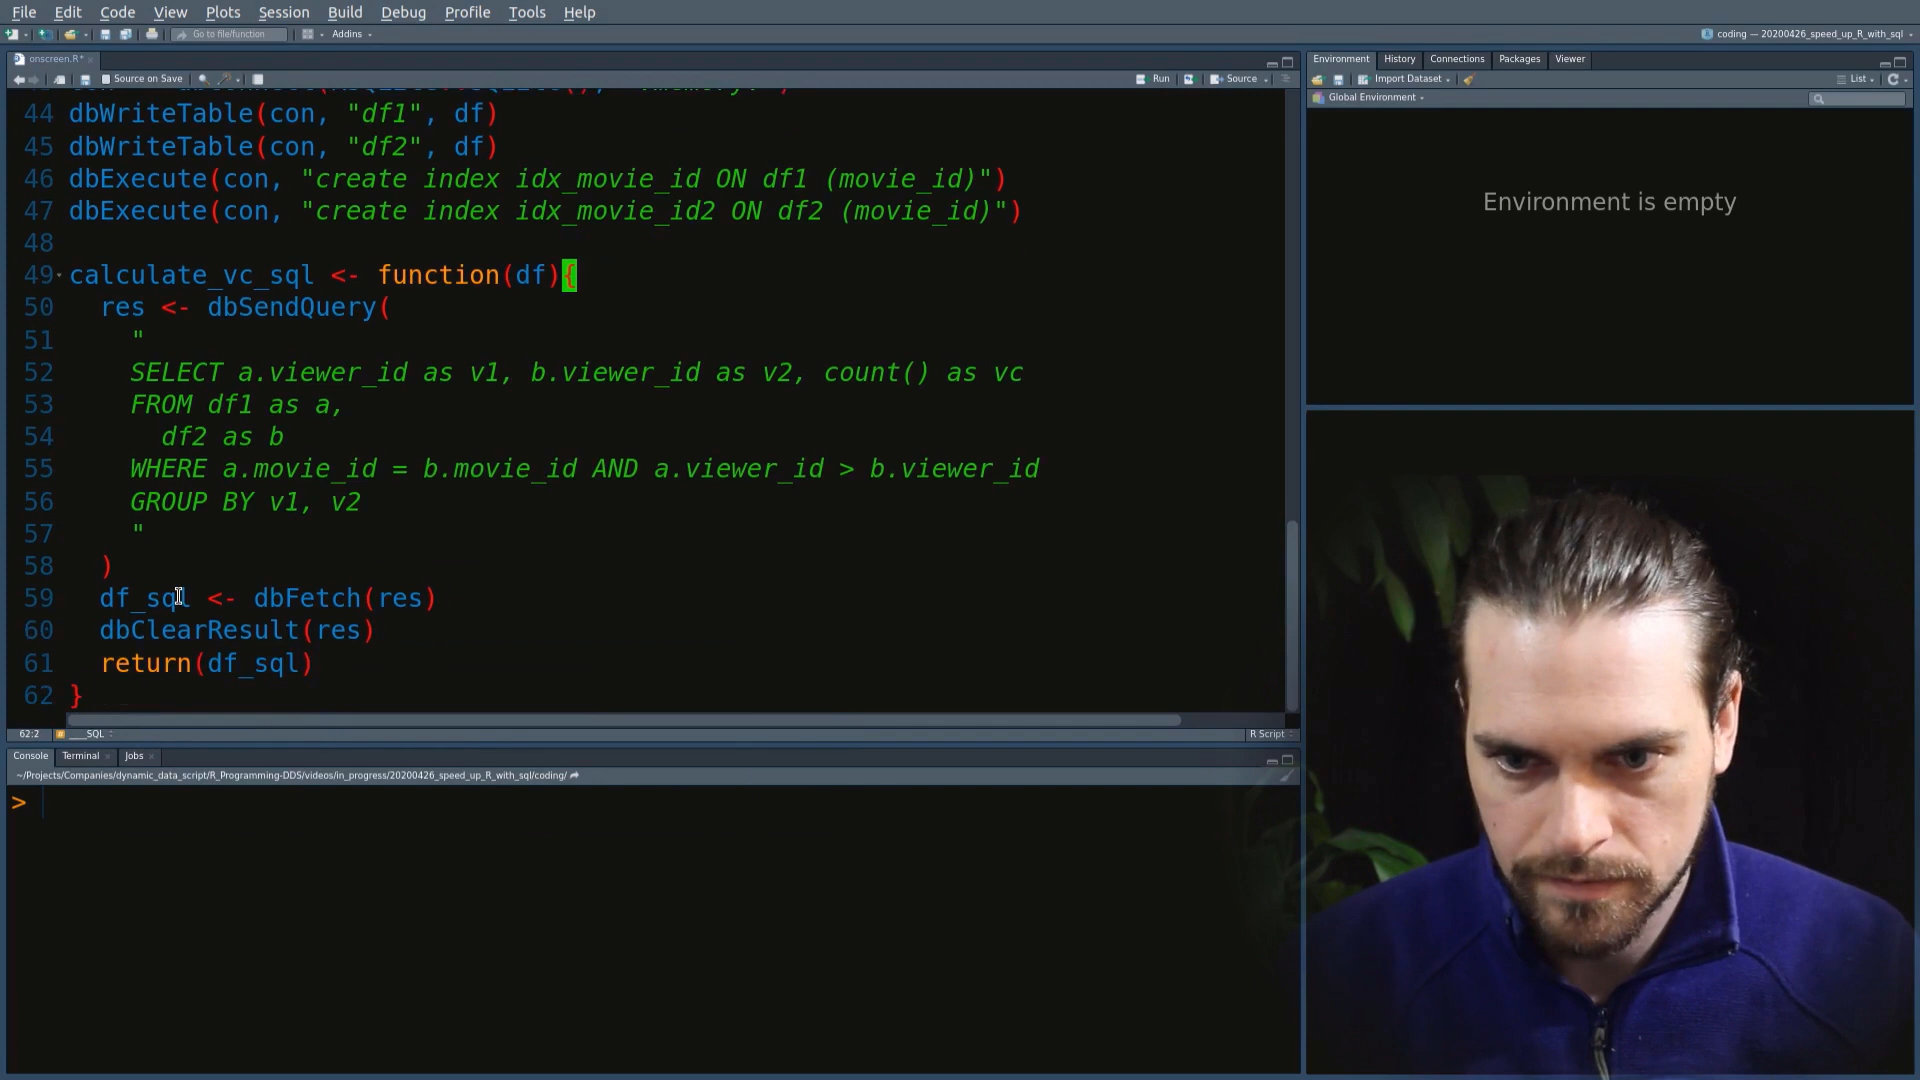 File Edit Code View Plots Session Build Debug Profile Tools Help
Go to file/function
Addins
coding — 20200426_speed_up_R_with_sql
onscreen.R*
Source on Save
Run
Source
44 dbWriteTable(con, "df1", df)
45 dbWriteTable(con, "df2", df)
46 dbExecute(con, "create index idx_movie_id ON df1 (movie_id)")
47 dbExecute(con, "create index idx_movie_id2 ON df2 (movie_id)")
48
49 calculate_vc_sql <- function(df){
50 res <- dbSendQuery(
51 "
52 SELECT a.viewer_id as v1, b.viewer_id as v2, count() as vc
53 FROM df1 as a,
54 df2 as b
55 WHERE a.movie_id = b.movie_id AND a.viewer_id > b.viewer_id
56 GROUP BY v1, v2
57 "
58 )
59 df_sql <- dbFetch(res)
60 dbClearResult(res)
61 return(df_sql)
62 }
62:2
___SQL
R Script
Console Terminal Jobs
~/Projects/Companies/dynamic_data_script/R_Programming-DDS/videos/in_progress/20200426_speed_up_R_with_sql/coding/
>
Environment History Connections Packages Viewer
Import Dataset
List
Global Environment
Environment is empty